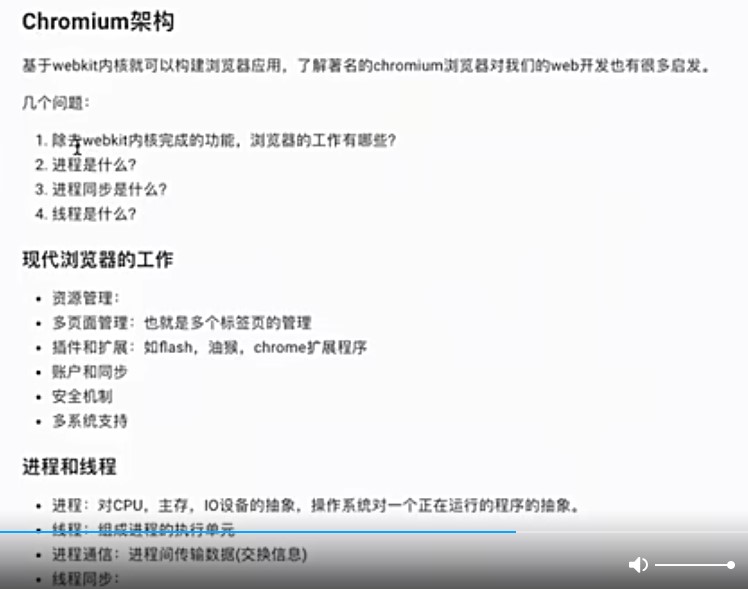 Chromium架构
基于webkit内核就可以构建浏览器应用，了解著名的chromium浏览器对我们的web开发也有很多启发。
几个问题：
1. 除去webkit内核完成的功能，浏览器的工作有哪些？
2. 进程是什么？
3. 进程同步是什么？
4. 线程是什么？
现代浏览器的工作
• 资源管理：
• 多页面管理：也就是多个标签页的管理
• 插件和扩展：如flash，油猴，chrome扩展程序
• 账户和同步
• 安全机制
• 多系统支持
进程和线程
• 进程：对CPU，主存，IO设备的抽象，操作系统对一个正在运行的程序的抽象。
• 线程：组成进程的执行单元
• 进程通信：进程间传输数据(交换信息)
• 线程同步：